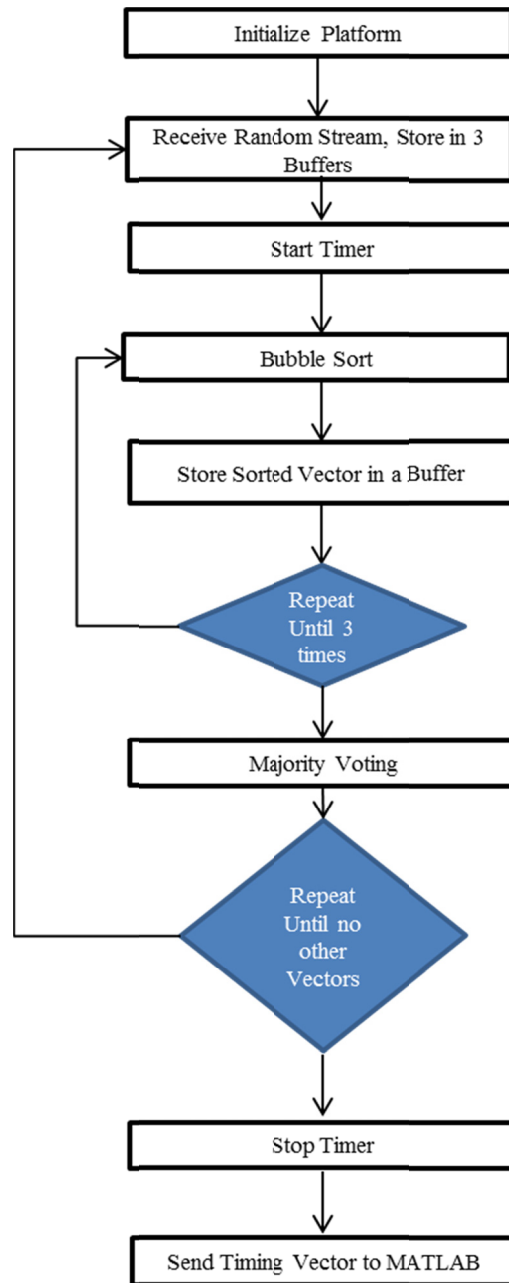 Initialize Platform
Receive Random Stream, Store in 3
Buffers
Start Timer
Bubble Sort
Store Sorted Vector in a Buffer
Repeat
Until 3
times
Majority Voting
Repeat
Until no
other
Vectors
Stop Timer
Send Timing Vector to MATLAB